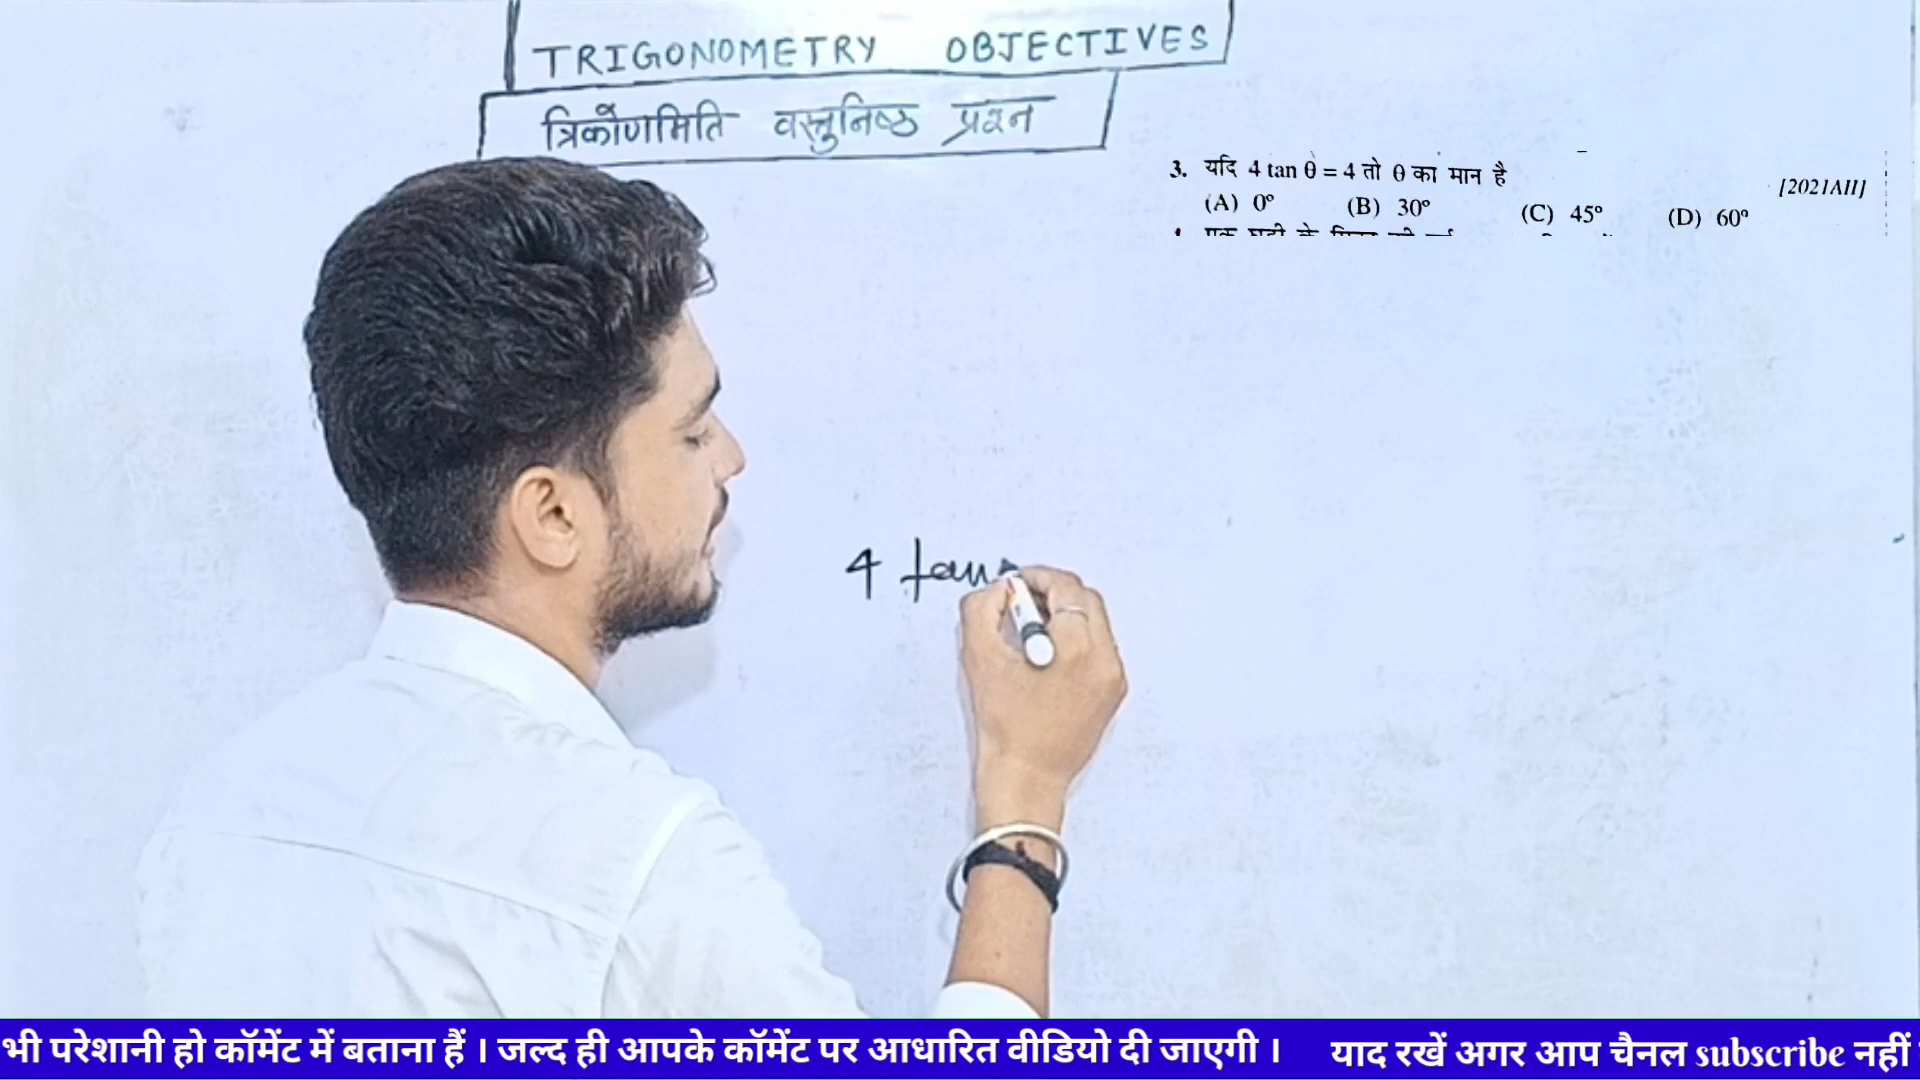 TRIGONOMETRY OBJECTIVES
त्रिकोणमिति वस्तुनिष्ठ प्रश्न
3. यदि 4 tan θ = 4 तो θ का मान है
[2021AII]
(A) 0° (B) 30° (C) 45° (D) 60°
4 tan
भी परेशानी हो कॉमेंट में बताना हैं । जल्द ही आपके कॉमेंट पर आधारित वीडियो दी जाएगी । याद रखें अगर आप चैनल subscribe नहीं